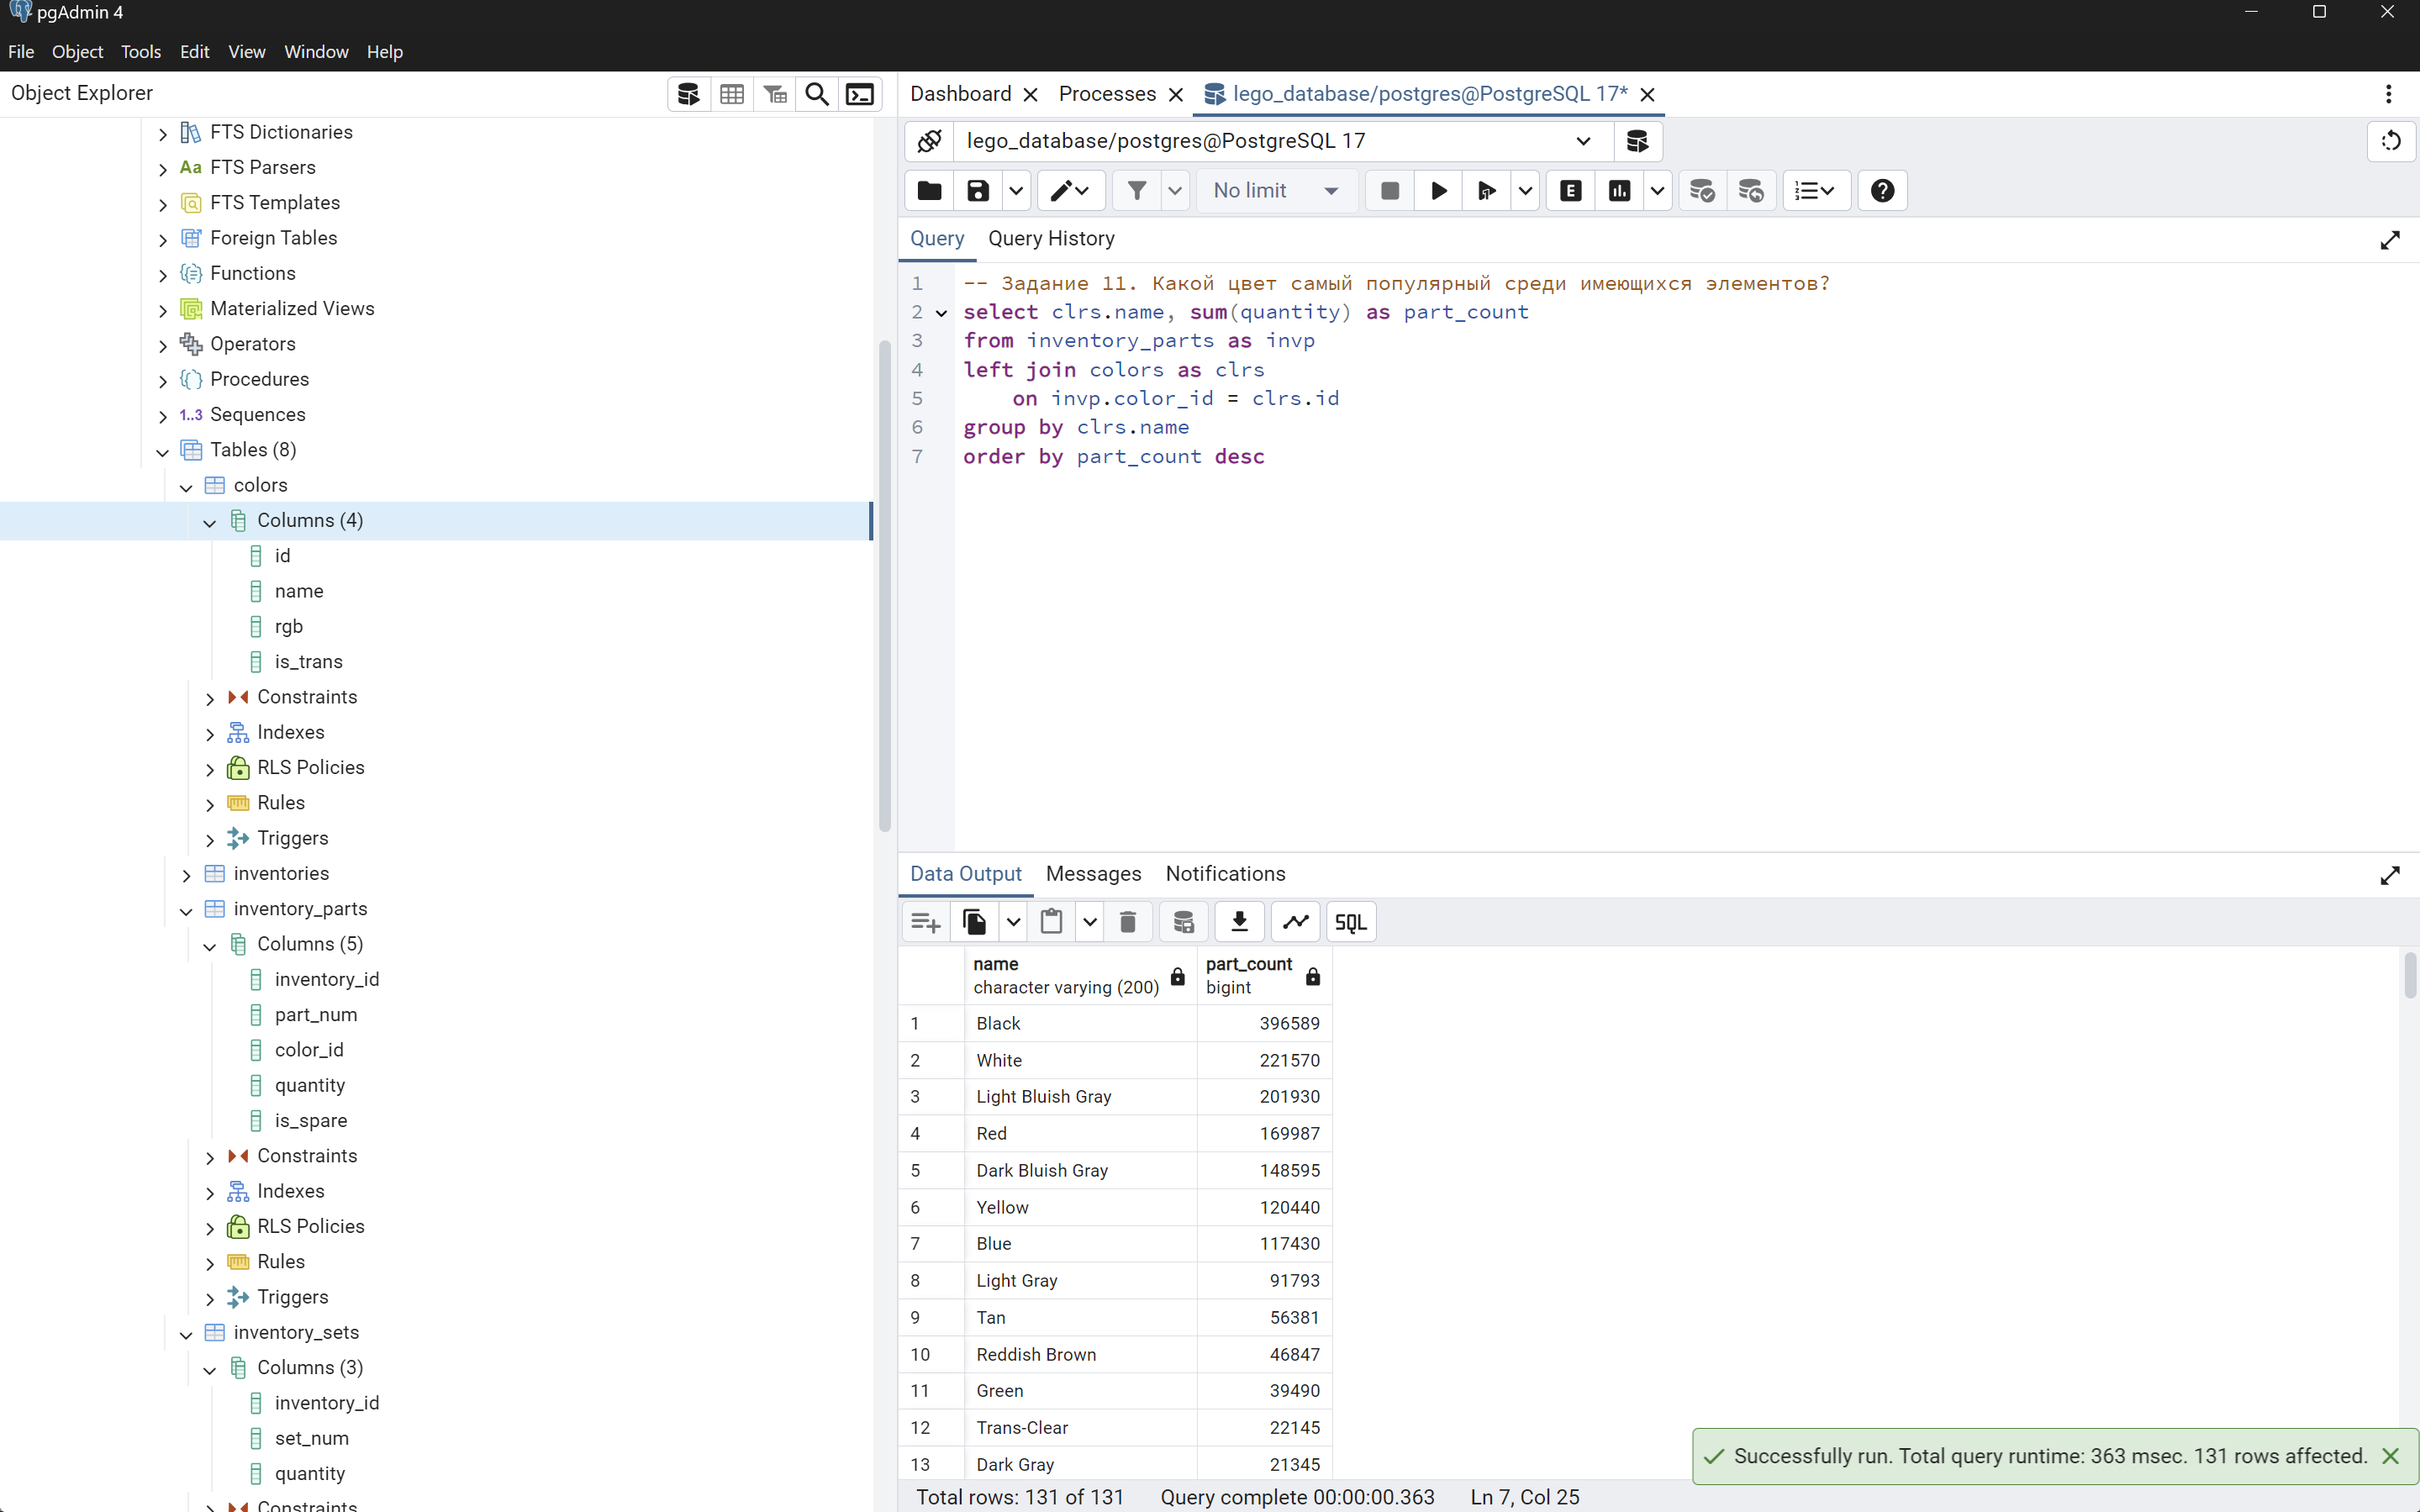 pgAdmin 4
File Object Tools Edit View Window Help
Object Explorer
FTS Dictionaries
Aa FTS Parsers
FTS Templates
Foreign Tables
Functions
Materialized Views
Operators
Procedures
1..3 Sequences
Tables (8)
colors
Columns (4)
id
name
rgb
is_trans
Constraints
Indexes
RLS Policies
Rules
Triggers
inventories
inventory_parts
Columns (5)
inventory_id
part_num
color_id
quantity
is_spare
Constraints
Indexes
RLS Policies
Rules
Triggers
inventory_sets
Columns (3)
inventory_id
set_num
quantity
Constraints
Dashboard Processes lego_database/postgres@PostgreSQL 17*
lego_database/postgres@PostgreSQL 17
No limit E
Query Query History
1 -- Задание 11. Какой цвет самый популярный среди имеющихся элементов?
2 select clrs.name, sum(quantity) as part_count
3 from inventory_parts as invp
4 left join colors as clrs
5 on invp.color_id = clrs.id
6 group by clrs.name
7 order by part_count desc
Data Output Messages Notifications
SQL
name part_count
character varying (200) bigint
1 Black 396589
2 White 221570
3 Light Bluish Gray 201930
4 Red 169987
5 Dark Bluish Gray 148595
6 Yellow 120440
7 Blue 117430
8 Light Gray 91793
9 Tan 56381
10 Reddish Brown 46847
11 Green 39490
12 Trans-Clear 22145
13 Dark Gray 21345
Successfully run. Total query runtime: 363 msec. 131 rows affected.
Total rows: 131 of 131 Query complete 00:00:00.363 Ln 7, Col 25